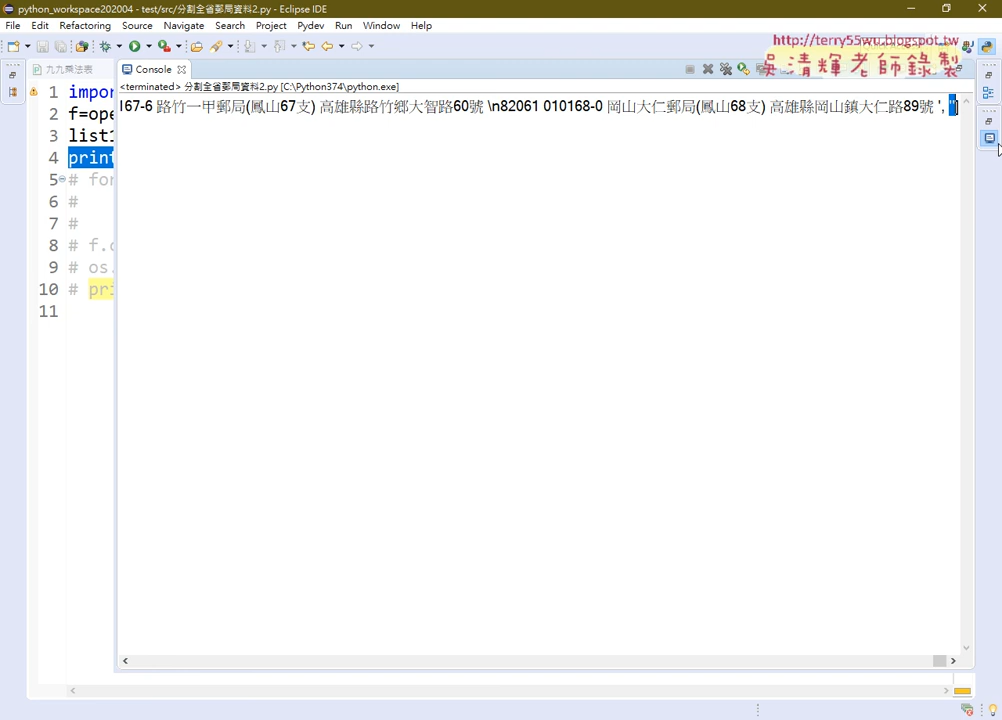 python_workspace202004 - test/src/分割全省郵局資料2.py - Eclipse IDE
File Edit Refactoring Source Navigate Search Project Pydev Run Window Help
http://terry55wu.blogspot.tw
吳清輝老師錄製
九九乘法表
Console
<terminated> 分割全省郵局資料2.py [C:\Python374\python.exe]
1 impor
2 f=ope
3 list1
4 print
5 # for
6 #
7 #
8 # f.c
9 # os.
10 # pri
11
l67-6 路竹一甲郵局(鳳山67支) 高雄縣路竹鄉大智路60號 \n82061 010168-0 岡山大仁郵局(鳳山68支) 高雄縣岡山鎮大仁路89號 ', '']